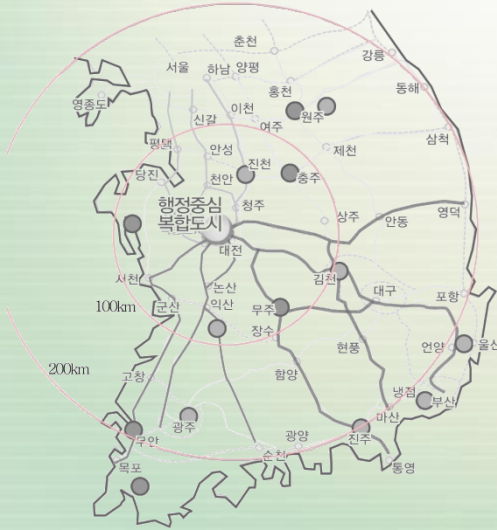 춘천
강릉
서울
하남
양평
홍천
동해
영종도
신갈
이천
원주
여주
삼척
평택
안성
제천
당진
천안
진천
충주
청주
행정중심
복합도시
상주
안동
영덕
대전
서천
논산
김천
대구
포항
100km
군산
익산
무주
장수
현풍
언양
울산
200km
고창
함양
냉점
부산
마산
광주
무안
광양
진주
순천
목포
통영